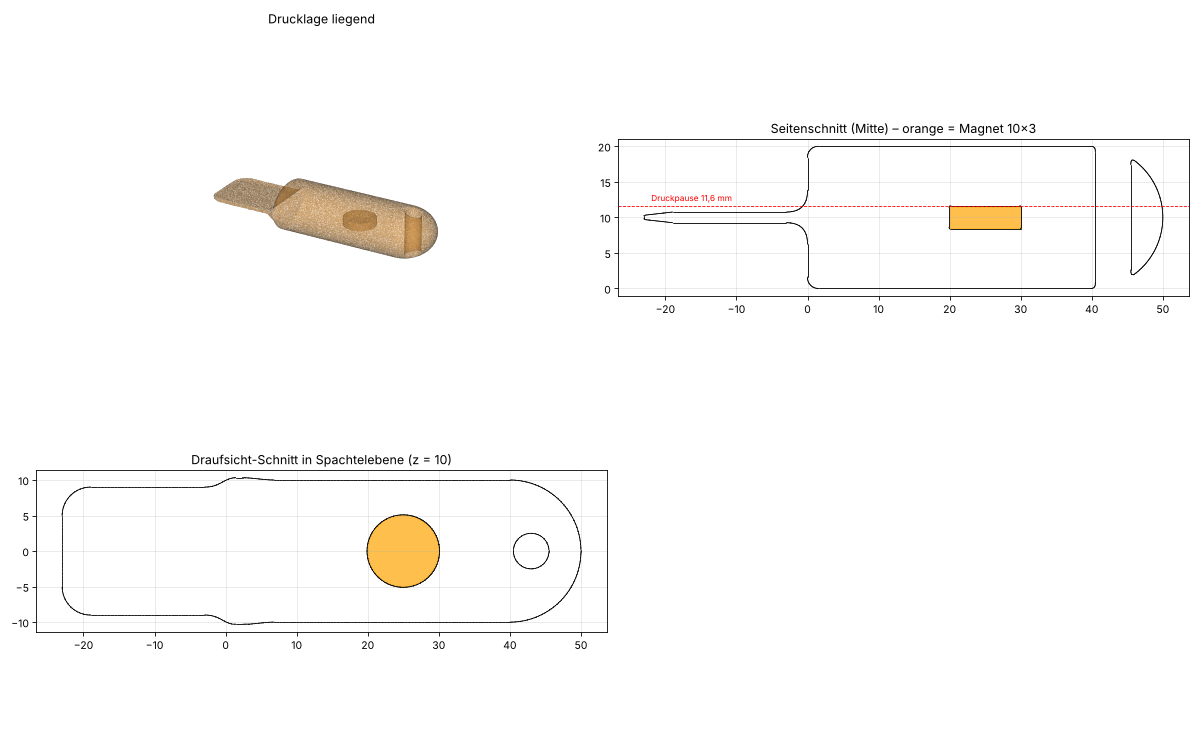 Drucklage liegend
Seitenschnitt (Mitte) – orange = Magnet 10×3
20
15
10
5
0
Druckpause 11,6 mm
−20 −10 0 10 20 30 40 50
Draufsicht-Schnitt in Spachtelebene (z = 10)
10
5
0
−5
−10
−20 −10 0 10 20 30 40 50